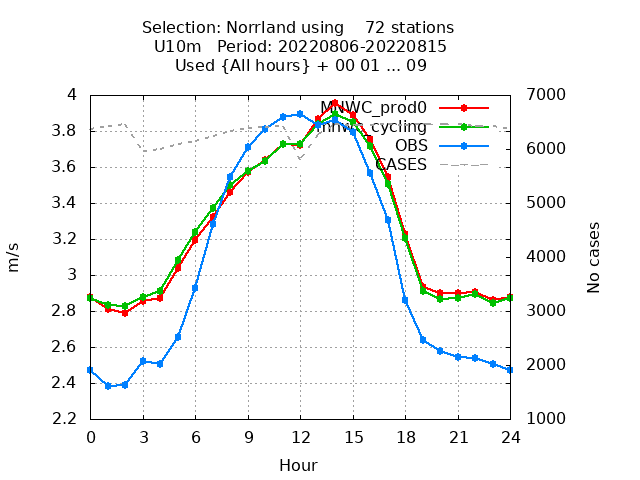 Selection: Norrland using 72 stations
U10m Period: 20220806-20220815
Used {All hours} + 00 01 ... 09
MNWC_prod0
mnwc_cycling
OBS
CASES
4
3.8
3.6
3.4
3.2
3
2.8
2.6
2.4
2.2
7000
6000
5000
4000
3000
2000
1000
m/s
No cases
0 3 6 9 12 15 18 21 24
Hour